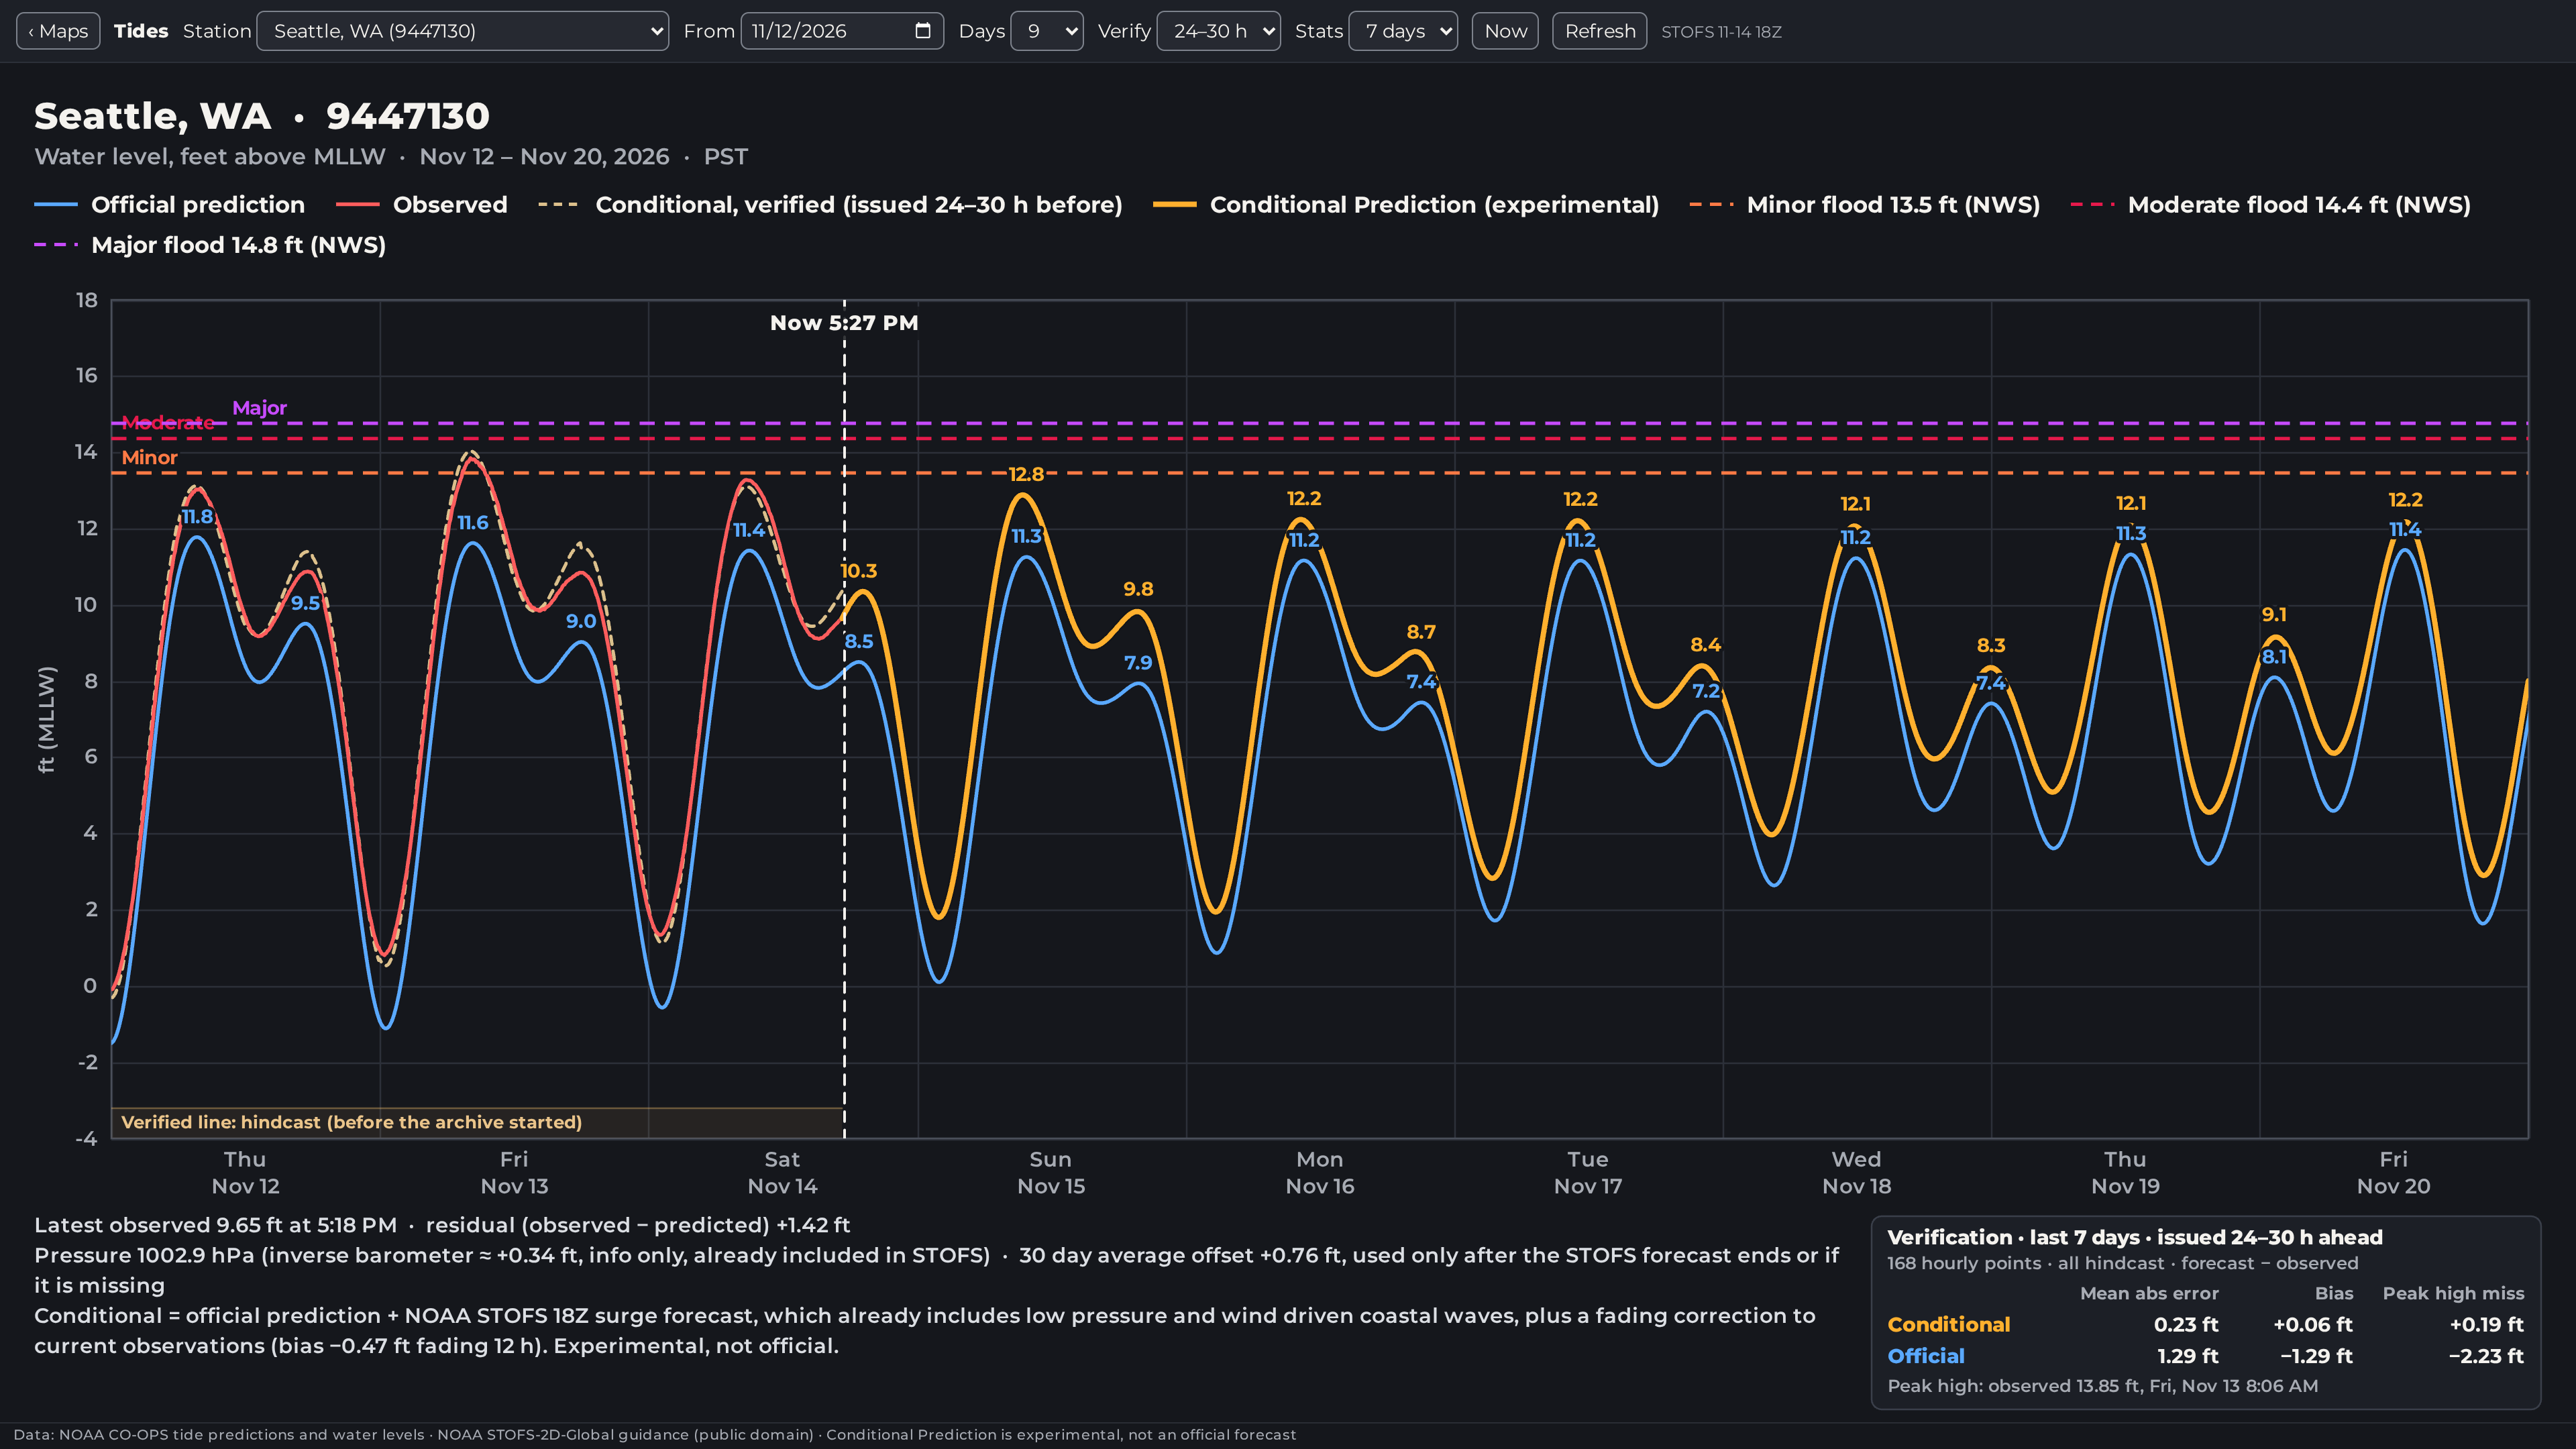 ‹ Maps Tides Station Seattle, WA (9447130) From 11/12/2026 Days 9 Verify 24–30 h Stats 7 days Now Refresh STOFS 11-14 18Z
Seattle, WA · 9447130
Water level, feet above MLLW · Nov 12 – Nov 20, 2026 · PST
Official prediction Observed Conditional, verified (issued 24–30 h before) Conditional Prediction (experimental) Minor flood 13.5 ft (NWS) Moderate flood 14.4 ft (NWS)
Major flood 14.8 ft (NWS)
18
Now 5:27 PM
16
Major
Moderate
14
Minor
12.8
12.2 12.2 12.1 12.1 12.2
12
11.8 11.6 11.4 11.3 11.2 11.2 11.2 11.3 11.4
10.3
10
9.5 9.0 8.5 9.8 7.9 8.7 7.4 8.4 7.2 8.3 7.4 9.1 8.1
8
ft (MLLW)
6
4
2
0
-2
Verified line: hindcast (before the archive started)
-4
Thu Fri Sat Sun Mon Tue Wed Thu Fri
Nov 12 Nov 13 Nov 14 Nov 15 Nov 16 Nov 17 Nov 18 Nov 19 Nov 20
Latest observed 9.65 ft at 5:18 PM · residual (observed − predicted) +1.42 ft
Pressure 1002.9 hPa (inverse barometer ≈ +0.34 ft, info only, already included in STOFS) · 30 day average offset +0.76 ft, used only after the STOFS forecast ends or if
it is missing
Conditional = official prediction + NOAA STOFS 18Z surge forecast, which already includes low pressure and wind driven coastal waves, plus a fading correction to
current observations (bias −0.47 ft fading 12 h). Experimental, not official.
Verification · last 7 days · issued 24–30 h ahead
168 hourly points · all hindcast · forecast − observed
Mean abs error Bias Peak high miss
Conditional 0.23 ft +0.06 ft +0.19 ft
Official 1.29 ft −1.29 ft −2.23 ft
Peak high: observed 13.85 ft, Fri, Nov 13 8:06 AM
Data: NOAA CO-OPS tide predictions and water levels · NOAA STOFS-2D-Global guidance (public domain) · Conditional Prediction is experimental, not an official forecast